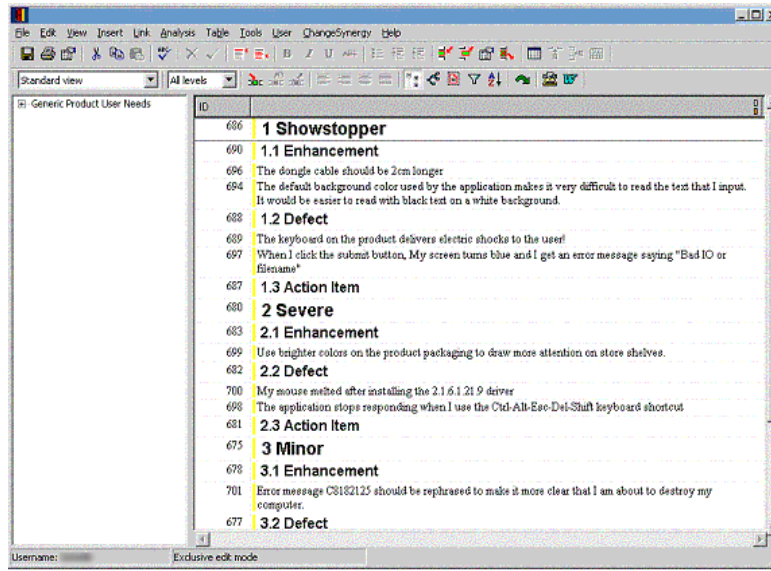 File Edit View Insert Link Analysis Table Tools User ChangeSynergy Help
B I U
Standard view All levels
Generic Product User Needs
ID
686 1 Showstopper
690 1.1 Enhancement
696 The dongle cable should be 2cm longer
694 The default background color used by the application makes it very difficult to read the text that I input.
It would be easier to read with black text on a white background.
688 1.2 Defect
689 The keyboard on the product delivers electric shocks to the user!
697 When I click the submit button, My screen turns blue and I get an error message saying "Bad IO or
filename"
687 1.3 Action Item
680 2 Severe
683 2.1 Enhancement
699 Use brighter colors on the product packaging to draw more attention on store shelves.
682 2.2 Defect
700 My mouse melted after installing the 2.1.6.1.21.9 driver
698 The application stops responding when I use the Ctrl-Alt-Esc-Del-Shift keyboard shortcut
681 2.3 Action Item
675 3 Minor
678 3.1 Enhancement
701 Error message C8182125 should be rephrased to make it more clear that I am about to destroy my
computer.
677 3.2 Defect
Username: Exclusive edit mode